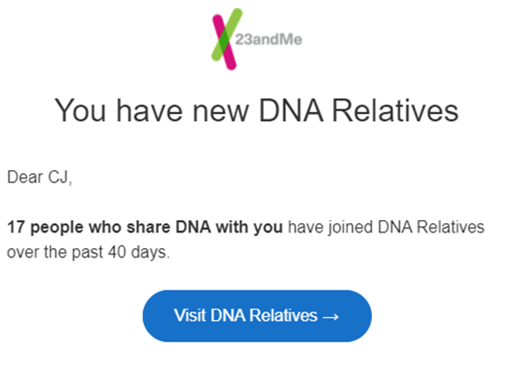 23andMe
You have new DNA Relatives
Dear CJ,
17 people who share DNA with you have joined DNA Relatives
over the past 40 days.
Visit DNA Relatives →